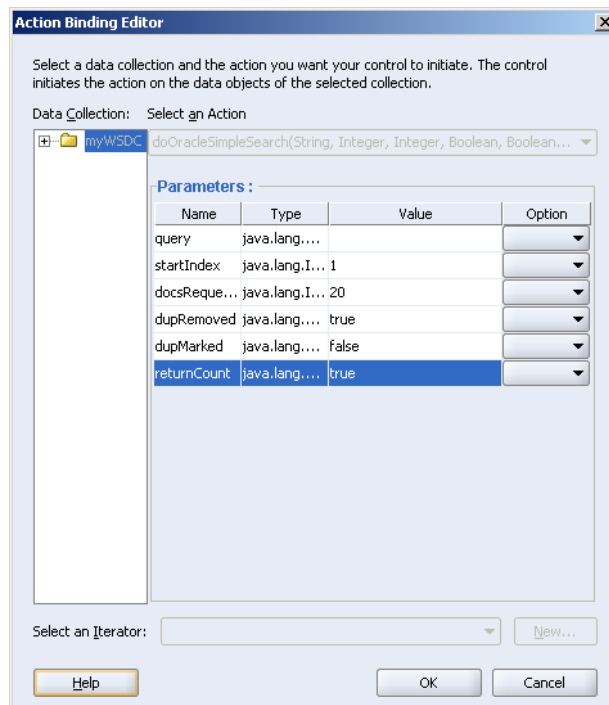 Action Binding Editor
Select a data collection and the action you want your control to initiate. The control
initiates the action on the data objects of the selected collection.
Data Collection: Select an Action
myWSDC doOracleSimpleSearch(String, Integer, Integer, Boolean, Boolean...
Parameters :
Name Type Value Option
query java.lang....
startIndex java.lang.I... 1
docsReque... java.lang.I... 20
dupRemoved java.lang.... true
dupMarked java.lang.... false
returnCount java.lang.... true
Select an Iterator: New...
Help OK Cancel